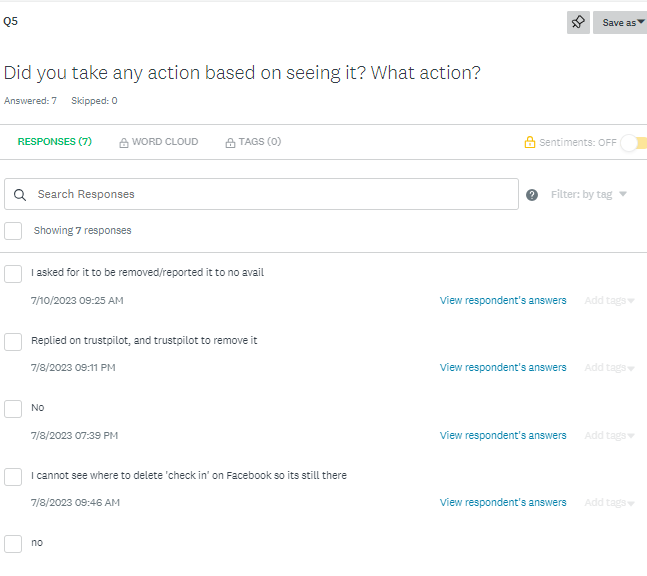 Q5
Save as
Did you take any action based on seeing it? What action?
Answered: 7 Skipped: 0
RESPONSES (7) WORD CLOUD TAGS (0) Sentiments: OFF
Search Responses ? Filter: by tag
Showing 7 responses
I asked for it to be removed/reported it to no avail
7/10/2023 09:25 AM View respondent's answers Add tags
Replied on trustpilot, and trustpilot to remove it
7/8/2023 09:11 PM View respondent's answers Add tags
No
7/8/2023 07:39 PM View respondent's answers Add tags
I cannot see where to delete 'check in' on Facebook so its still there
7/8/2023 09:46 AM View respondent's answers Add tags
no